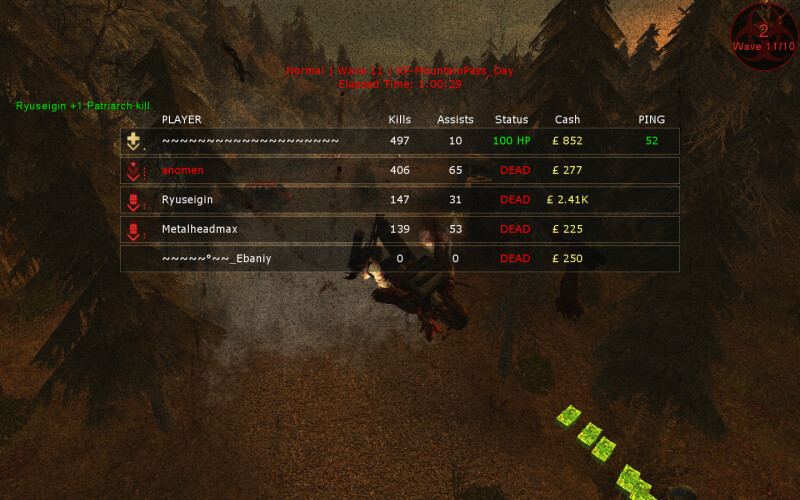 2
Wave 11/10
Normal | Wave 11 | KF-MountainPass_Day
Elapsed Time: 1:00:29
Ryuseigin +1 Patriarch kill
PLAYER Kills Assists Status Cash PING
~~~~~~~~~~~~~~~~~~~~ 497 10 100 HP £ 852 52
anomen 406 65 DEAD £ 277
Ryuseigin 147 31 DEAD £ 2.41K
Metalheadmax 139 53 DEAD £ 225
~~~~~°~~_Ebaniy 0 0 DEAD £ 250